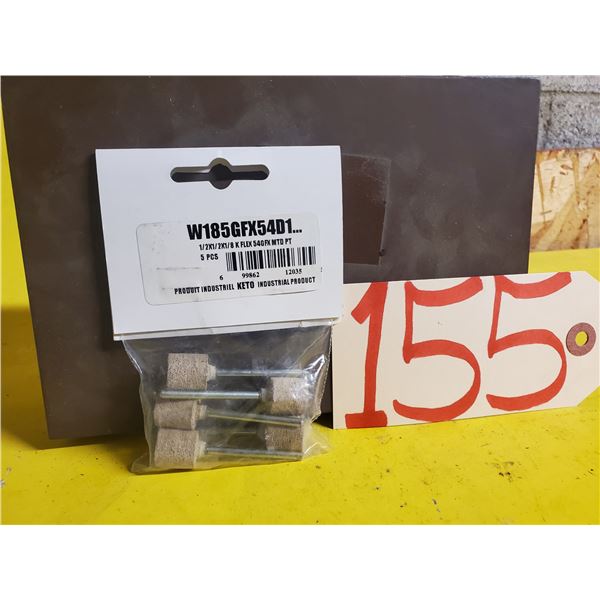 W185GFX54D1...
1/2X1/2X1/8 K FLEX 54GFX MTD PT
5 PCS
6 99862 12035
PRODUIT INDUSTRIEL KETO INDUSTRIAL PRODUCT
155